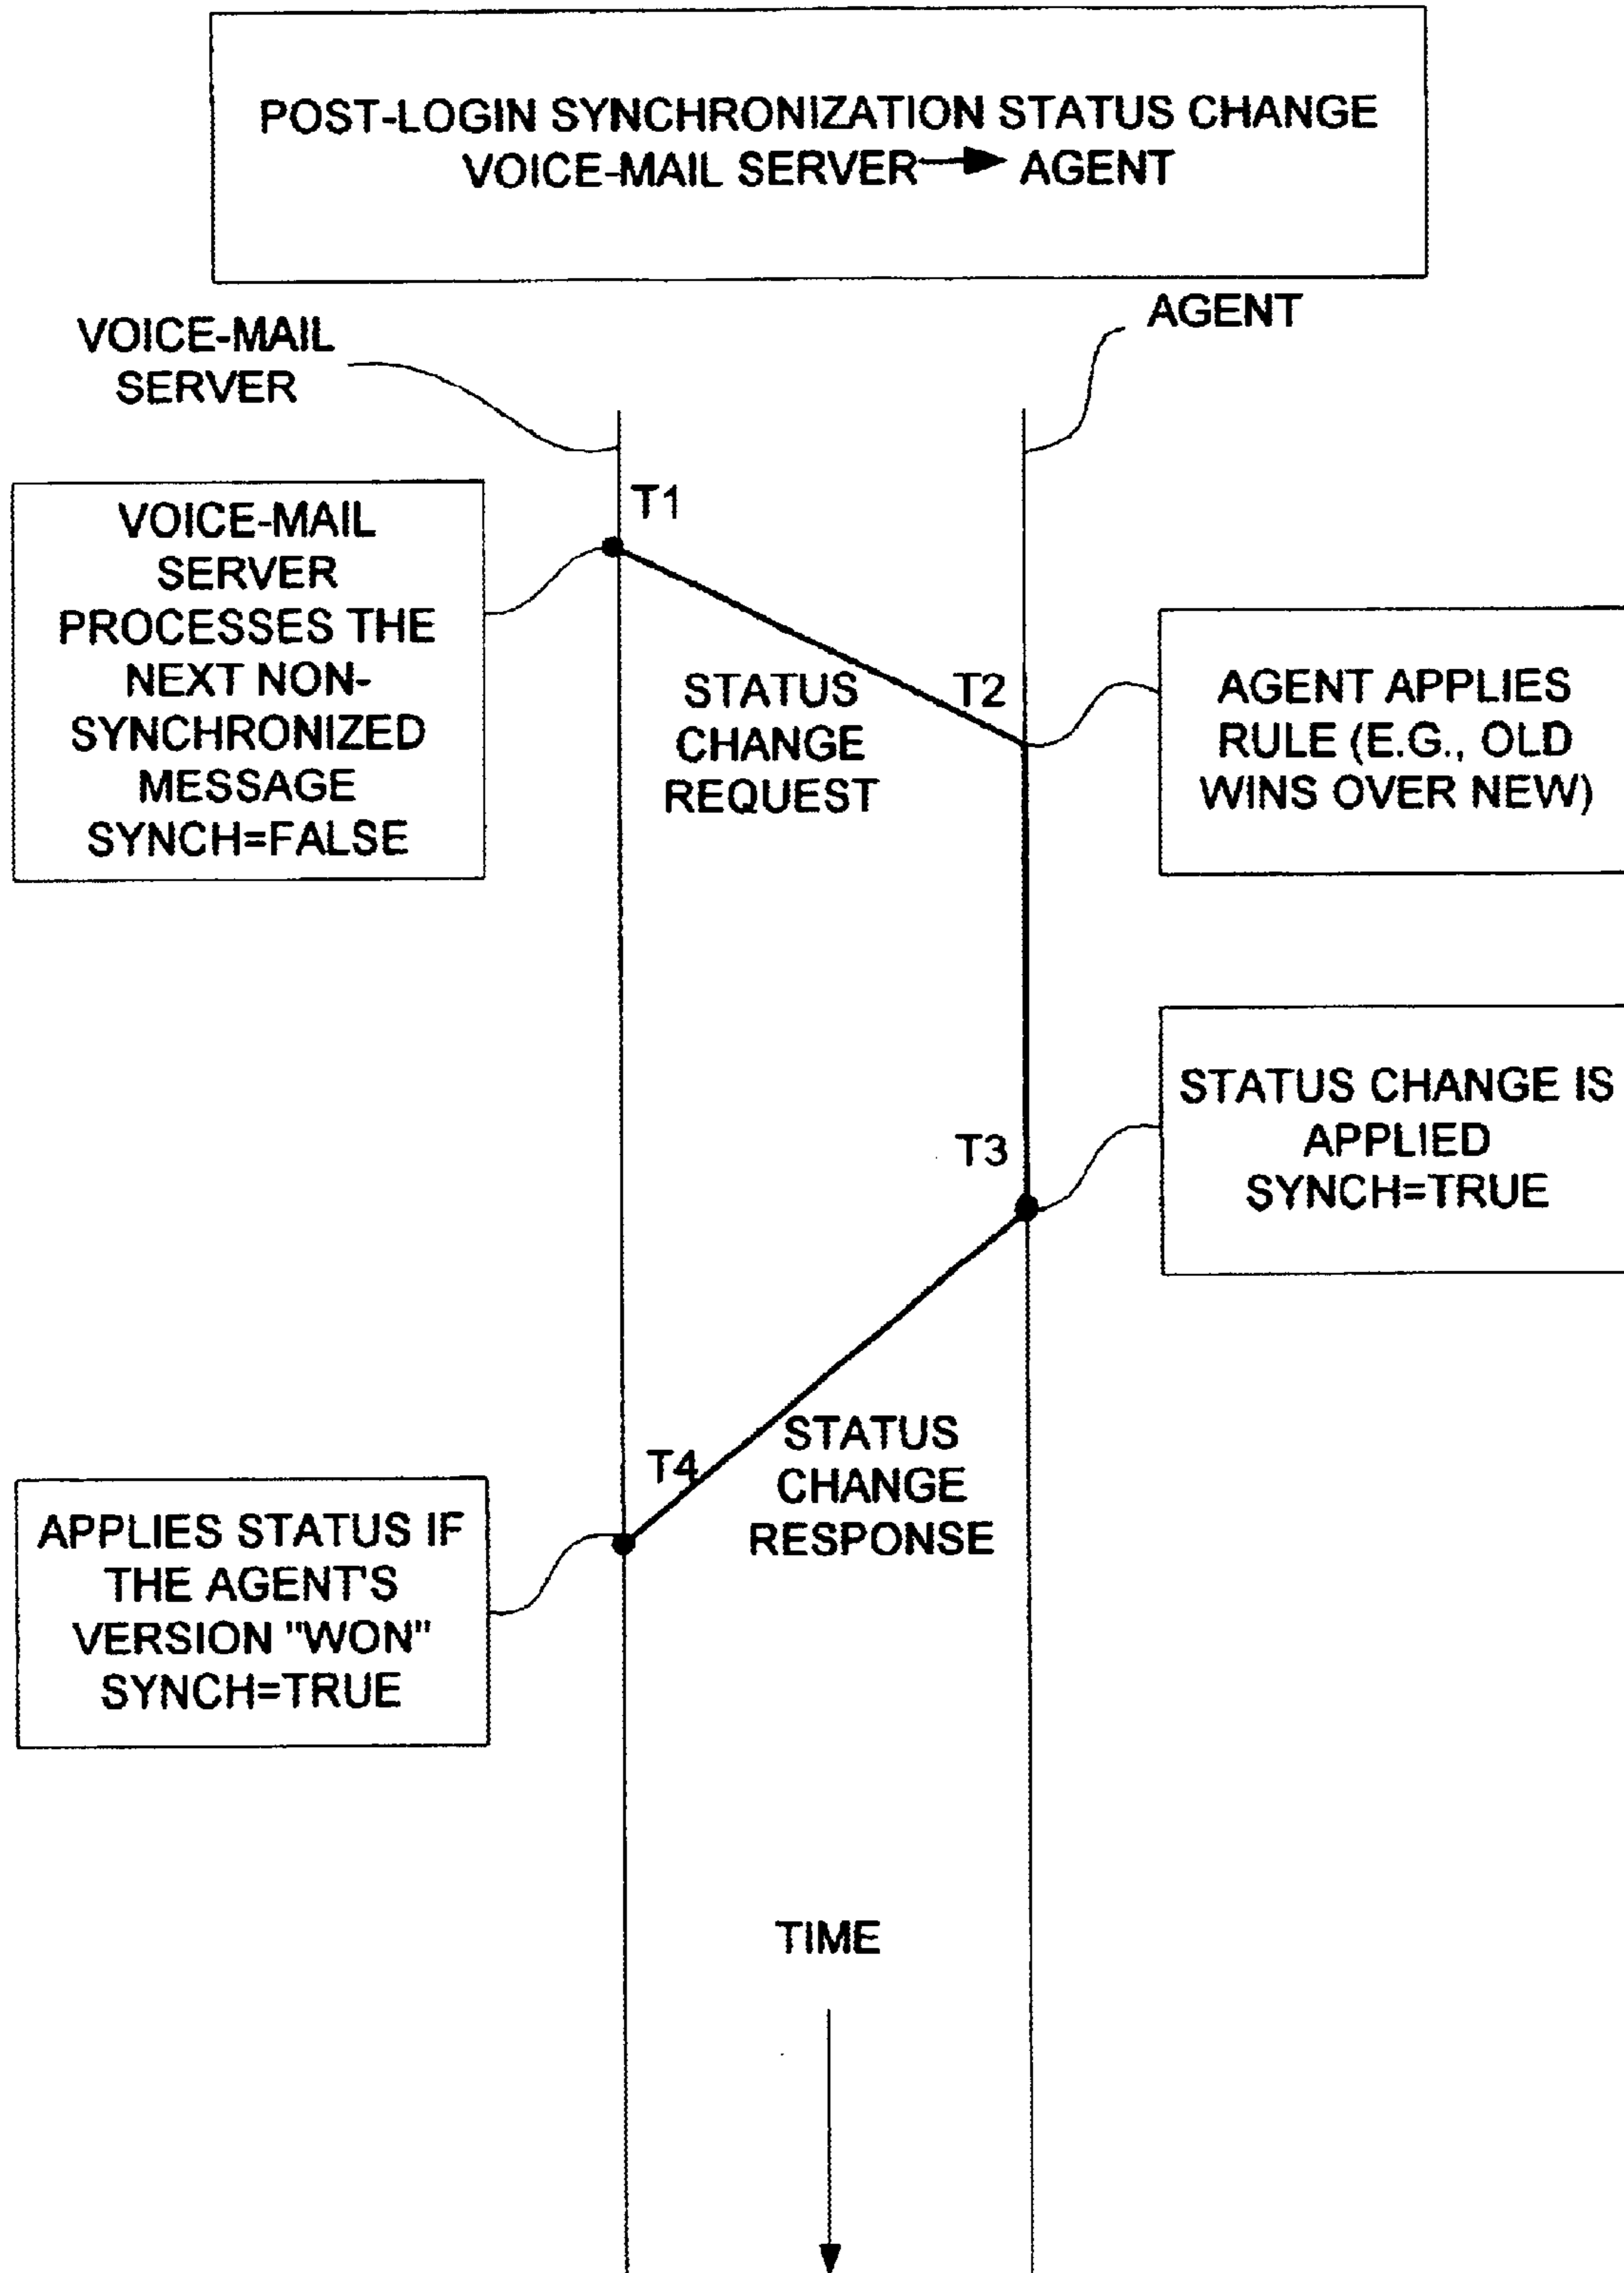 POST-LOGIN SYNCHRONIZATION STATUS CHANGE
VOICE-MAIL SERVER AGENT
VOICE-MAIL
SERVER
AGENT
T1
VOICE-MAIL
SERVER
PROCESSES THE
NEXT NON-
SYNCHRONIZED
MESSAGE
SYNCH=FALSE
STATUS
CHANGE
REQUEST
T2
AGENT APPLIES
RULE (E.G., OLD
WINS OVER NEW)
T3
STATUS CHANGE IS
APPLIED
SYNCH=TRUE
STATUS
CHANGE
RESPONSE
T4
APPLIES STATUS IF
THE AGENT'S
VERSION "WON"
SYNCH=TRUE
TIME